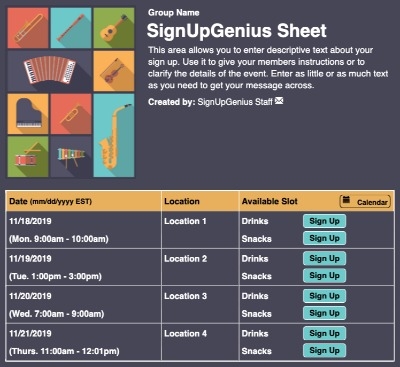 Group Name
SignUpGenius Sheet
This area allows you to enter descriptive text about your
sign up. Use it to give your members instructions or to
clarify the details of the event. Enter as little or as much text
as you need to get your message across.
Created by: SignUpGenius Staff
Date (mm/dd/yyyy EST) Location Available Slot Calendar
11/18/2019 Location 1 Drinks Sign Up
(Mon. 9:00am - 10:00am) Snacks Sign Up
11/19/2019 Location 2 Drinks Sign Up
(Tue. 1:00pm - 3:00pm) Snacks Sign Up
11/20/2019 Location 3 Drinks Sign Up
(Wed. 7:00am - 9:00am) Snacks Sign Up
11/21/2019 Location 4 Drinks Sign Up
(Thurs. 11:00am - 12:01pm) Snacks Sign Up